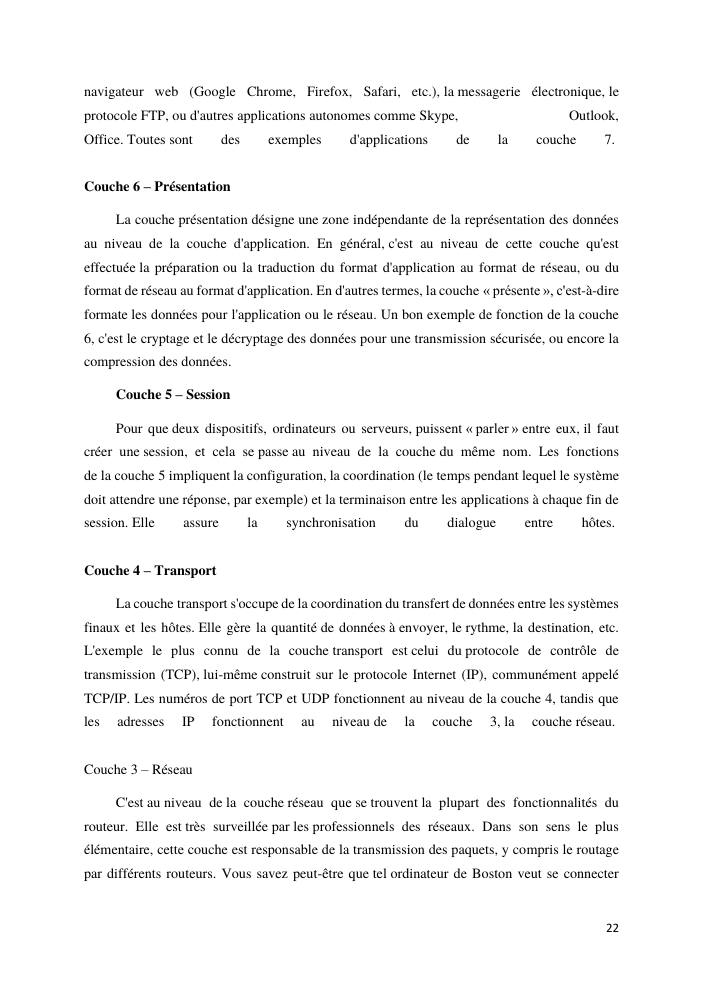 navigateur web (Google Chrome, Firefox, Safari, etc.), la messagerie électronique, le
protocole FTP, ou d'autres applications autonomes comme Skype, Outlook,
Office. Toutes sont des exemples d'applications de la couche 7.
Couche 6 – Présentation
La couche présentation désigne une zone indépendante de la représentation des données
au niveau de la couche d'application. En général, c'est au niveau de cette couche qu'est
effectuée la préparation ou la traduction du format d'application au format de réseau, ou du
format de réseau au format d'application. En d'autres termes, la couche « présente », c'est-à-dire
formate les données pour l'application ou le réseau. Un bon exemple de fonction de la couche
6, c'est le cryptage et le décryptage des données pour une transmission sécurisée, ou encore la
compression des données.
Couche 5 – Session
Pour que deux dispositifs, ordinateurs ou serveurs, puissent « parler » entre eux, il faut
créer une session, et cela se passe au niveau de la couche du même nom. Les fonctions
de la couche 5 impliquent la configuration, la coordination (le temps pendant lequel le système
doit attendre une réponse, par exemple) et la terminaison entre les applications à chaque fin de
session. Elle assure la synchronisation du dialogue entre hôtes.
Couche 4 – Transport
La couche transport s'occupe de la coordination du transfert de données entre les systèmes
finaux et les hôtes. Elle gère la quantité de données à envoyer, le rythme, la destination, etc.
L'exemple le plus connu de la couche transport est celui du protocole de contrôle de
transmission (TCP), lui-même construit sur le protocole Internet (IP), communément appelé
TCP/IP. Les numéros de port TCP et UDP fonctionnent au niveau de la couche 4, tandis que
les adresses IP fonctionnent au niveau de la couche 3, la couche réseau.
Couche 3 – Réseau
C'est au niveau de la couche réseau que se trouvent la plupart des fonctionnalités du
routeur. Elle est très surveillée par les professionnels des réseaux. Dans son sens le plus
élémentaire, cette couche est responsable de la transmission des paquets, y compris le routage
par différents routeurs. Vous savez peut-être que tel ordinateur de Boston veut se connecter
22